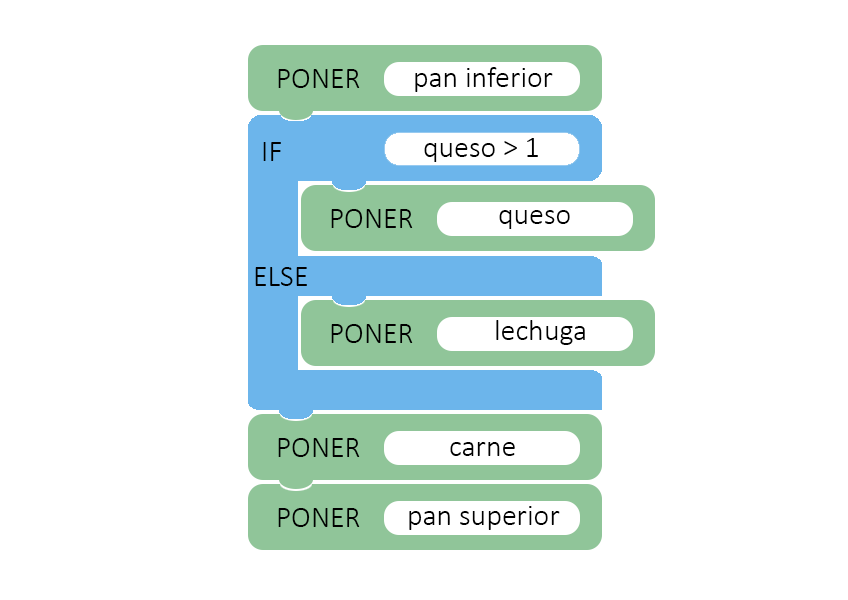 PONER pan inferior
IF queso > 1
PONER queso
ELSE
PONER lechuga
PONER carne
PONER pan superior